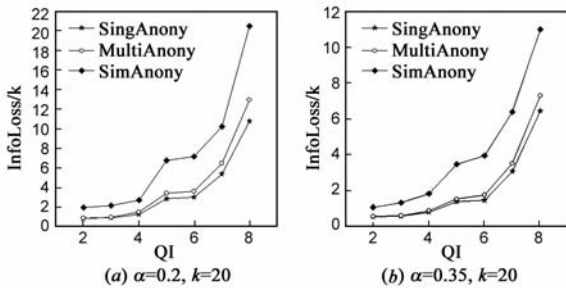 22
20
18
16
14
12
10
8
6
4
2
0
InfoLoss/k
SingAnony
MultiAnony
SimAnony
2 4 6 8
QI
(a) α=0.2, k=20
12
10
8
6
4
2
0
InfoLoss/k
SingAnony
MultiAnony
SimAnony
2 4 6 8
QI
(b) α=0.35, k=20